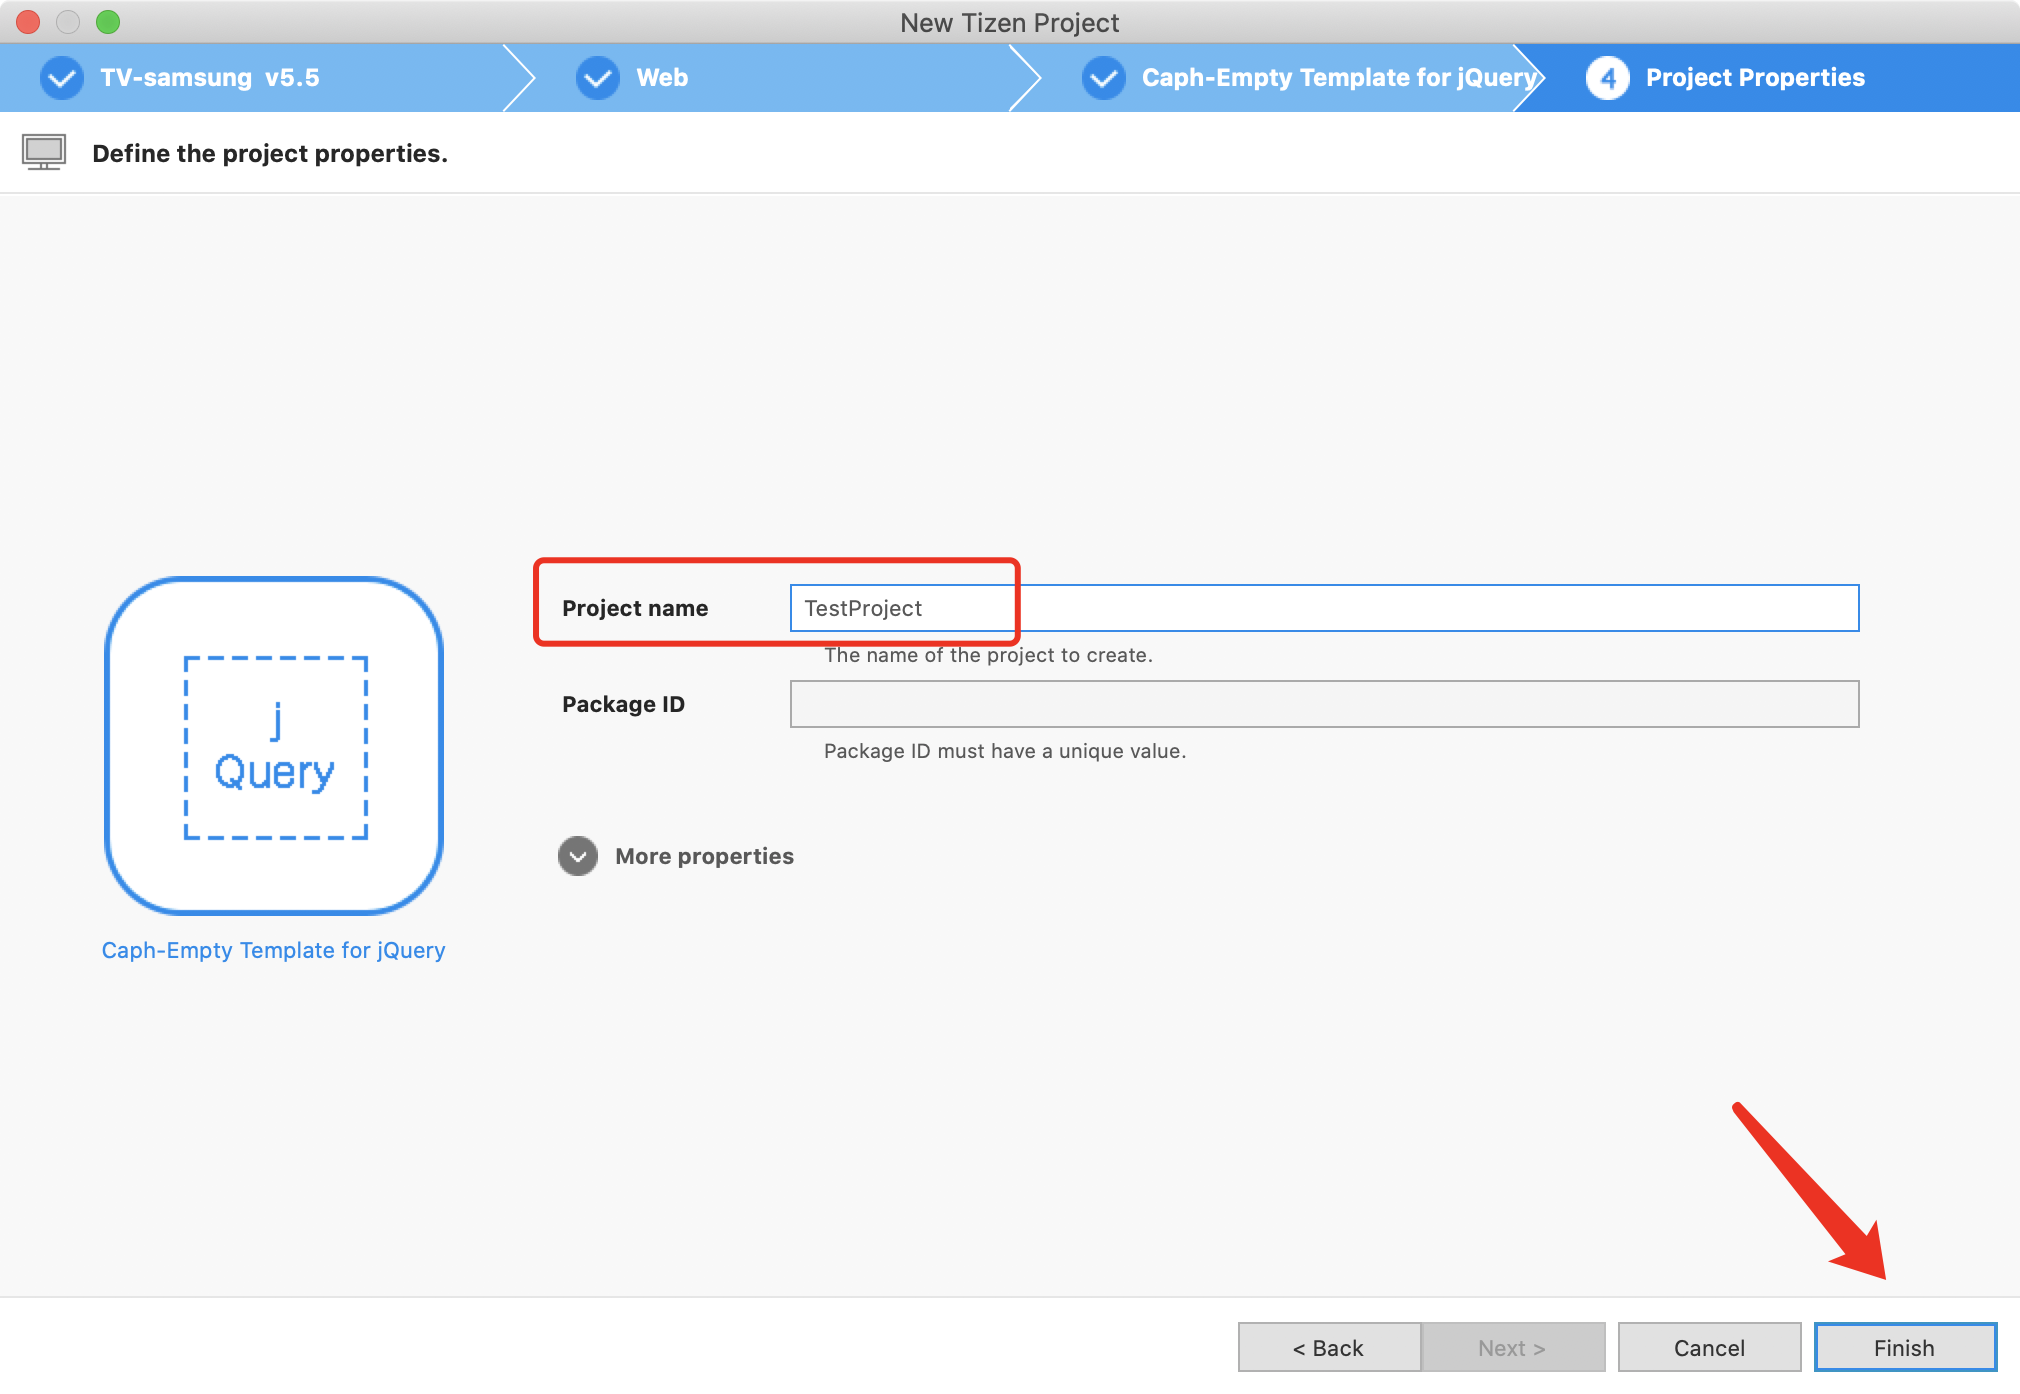 New Tizen Project
TV-samsung v5.5
Web
Caph-Empty Template for jQuery
4 Project Properties
Define the project properties.
j
Query
Caph-Empty Template for jQuery
Project name TestProject
The name of the project to create.
Package ID
Package ID must have a unique value.
More properties
< Back
Next >
Cancel
Finish